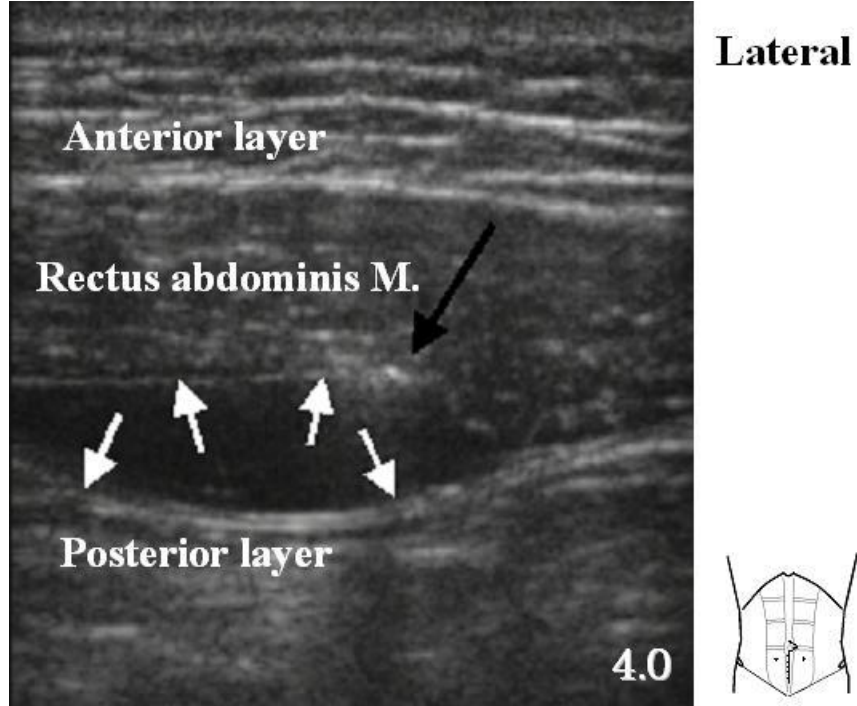 Lateral
Anterior layer
Rectus abdominis M.
Posterior layer
4.0